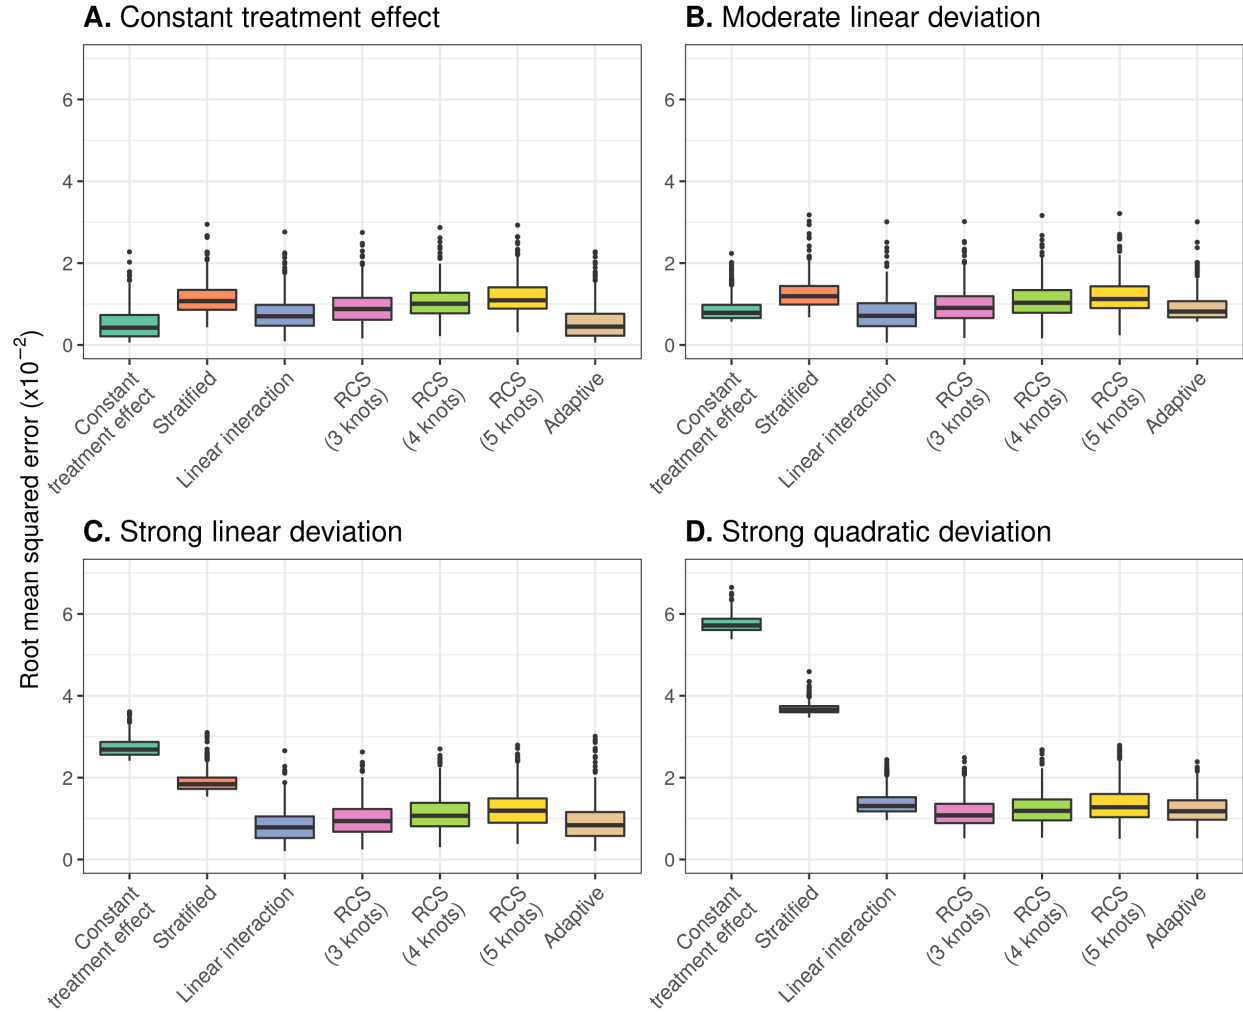 A. Constant treatment effect
B. Moderate linear deviation
6
4
2
0
Constant
treatment effect
Stratified
Linear interaction
RCS
(3 knots)
RCS
(4 knots)
RCS
(5 knots)
Adaptive
6
4
2
0
Constant
treatment effect
Stratified
Linear interaction
RCS
(3 knots)
RCS
(4 knots)
RCS
(5 knots)
Adaptive
Root mean squared error (x10⁻²)
C. Strong linear deviation
D. Strong quadratic deviation
6
4
2
0
Constant
treatment effect
Stratified
Linear interaction
RCS
(3 knots)
RCS
(4 knots)
RCS
(5 knots)
Adaptive
6
4
2
0
Constant
treatment effect
Stratified
Linear interaction
RCS
(3 knots)
RCS
(4 knots)
RCS
(5 knots)
Adaptive